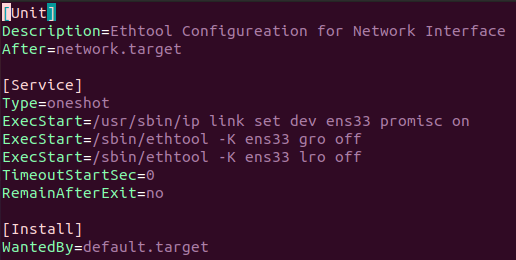 [Unit]
Description=Ethtool Configureation for Network Interface
After=network.target

[Service]
Type=oneshot
ExecStart=/usr/sbin/ip link set dev ens33 promisc on
ExecStart=/sbin/ethtool -K ens33 gro off
ExecStart=/sbin/ethtool -K ens33 lro off
TimeoutStartSec=0
RemainAfterExit=no

[Install]
WantedBy=default.target